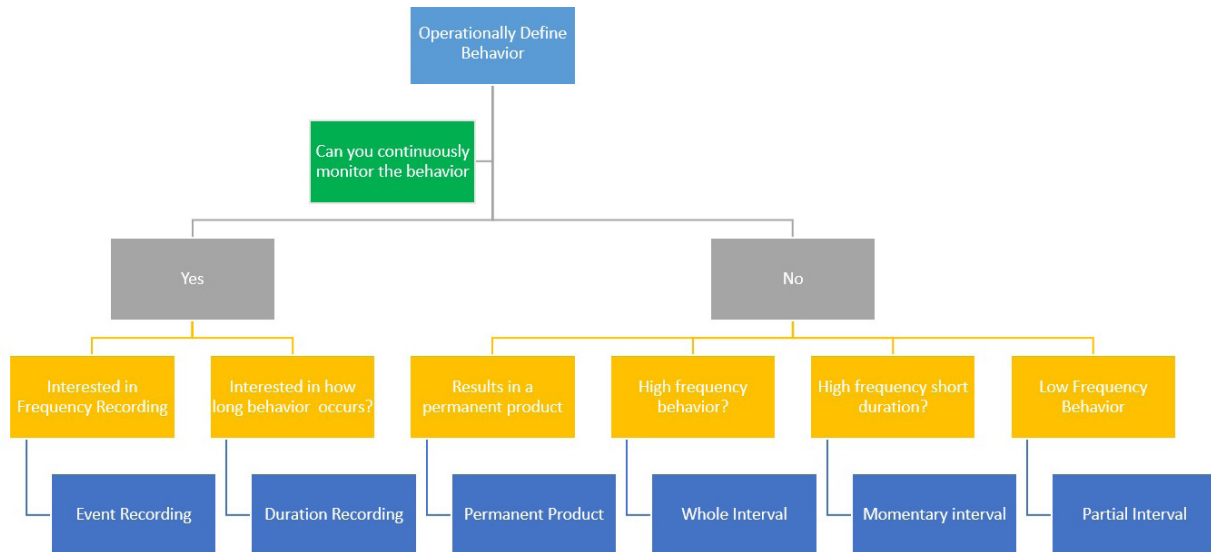 Operationally Define
Behavior
Can you continuously
monitor the behavior
Yes
No
Interested in
Frequency Recording
Interested in how
long behavior  occurs?
Results in a
permanent product
High frequency
behavior?
High frequency short
duration?
Low Frequency
Behavior
Event Recording
Duration Recording
Permanent Product
Whole Interval
Momentary interval
Partial Interval